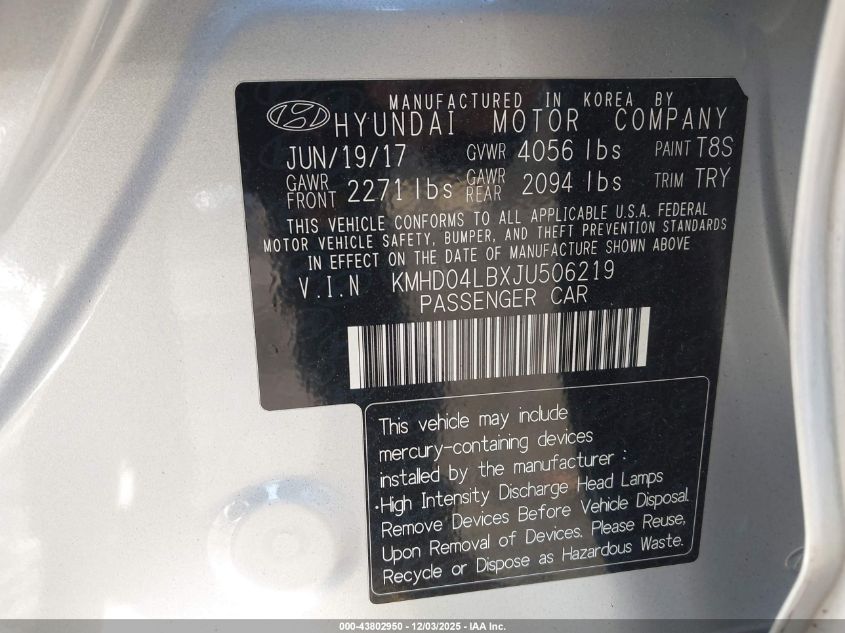 MANUFACTURED IN KOREA BY
HYUNDAI MOTOR COMPANY
JUN/19/17 GVWR 4056 lbs PAINT T8S
GAWR FRONT 2271 lbs GAWR REAR 2094 lbs TRIM TRY
THIS VEHICLE CONFORMS TO ALL APPLICABLE U.S.A. FEDERAL
MOTOR VEHICLE SAFETY, BUMPER, AND THEFT PREVENTION STANDARDS
IN EFFECT ON THE DATE OF MANUFACTURE SHOWN ABOVE
V.I.N KMHD04LBXJU506219
PASSENGER CAR
This vehicle may include
mercury-containing devices
installed by the manufacturer :
•High Intensity Discharge Head Lamps
Remove Devices Before Vehicle Disposal.
Upon Removal of Devices. Please Reuse,
Recycle or Dispose as Hazardous Waste.
000-43802950 - 12/03/2025 - IAA Inc.